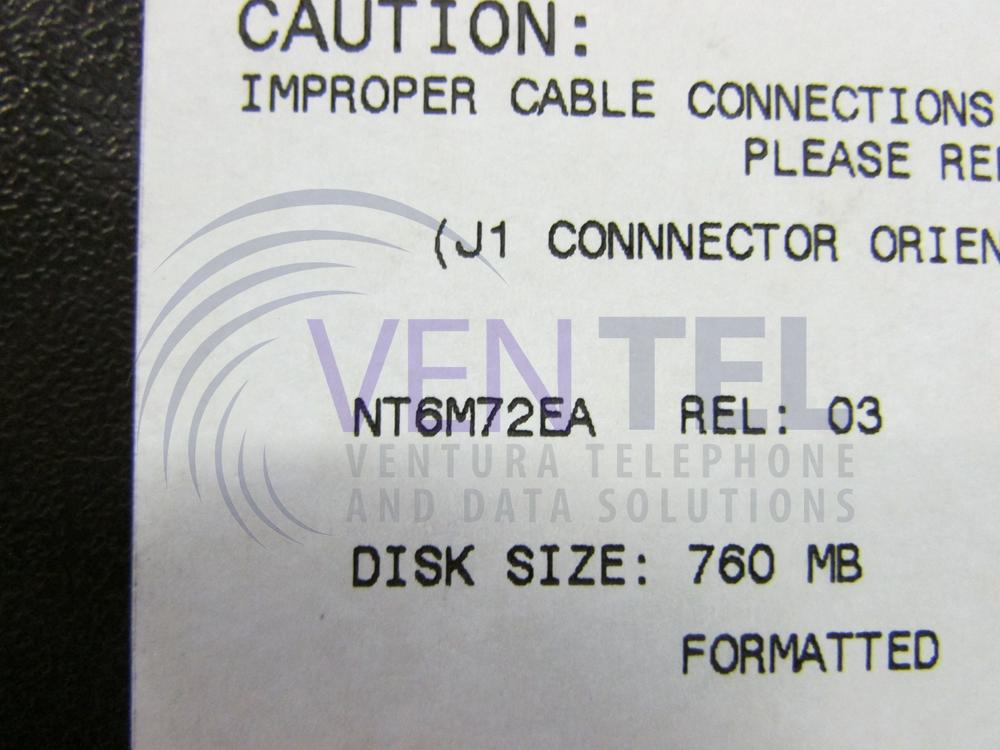 CAUTION:
IMPROPER CABLE CONNECTIONS
PLEASE
(J1 CONNNECTOR
VENTEL
NT6M72EA REL: 03
VENTURA TELEPHONE
AND DATA SOLUTIONS
DISK SIZE: 760 MB
FORMATTED